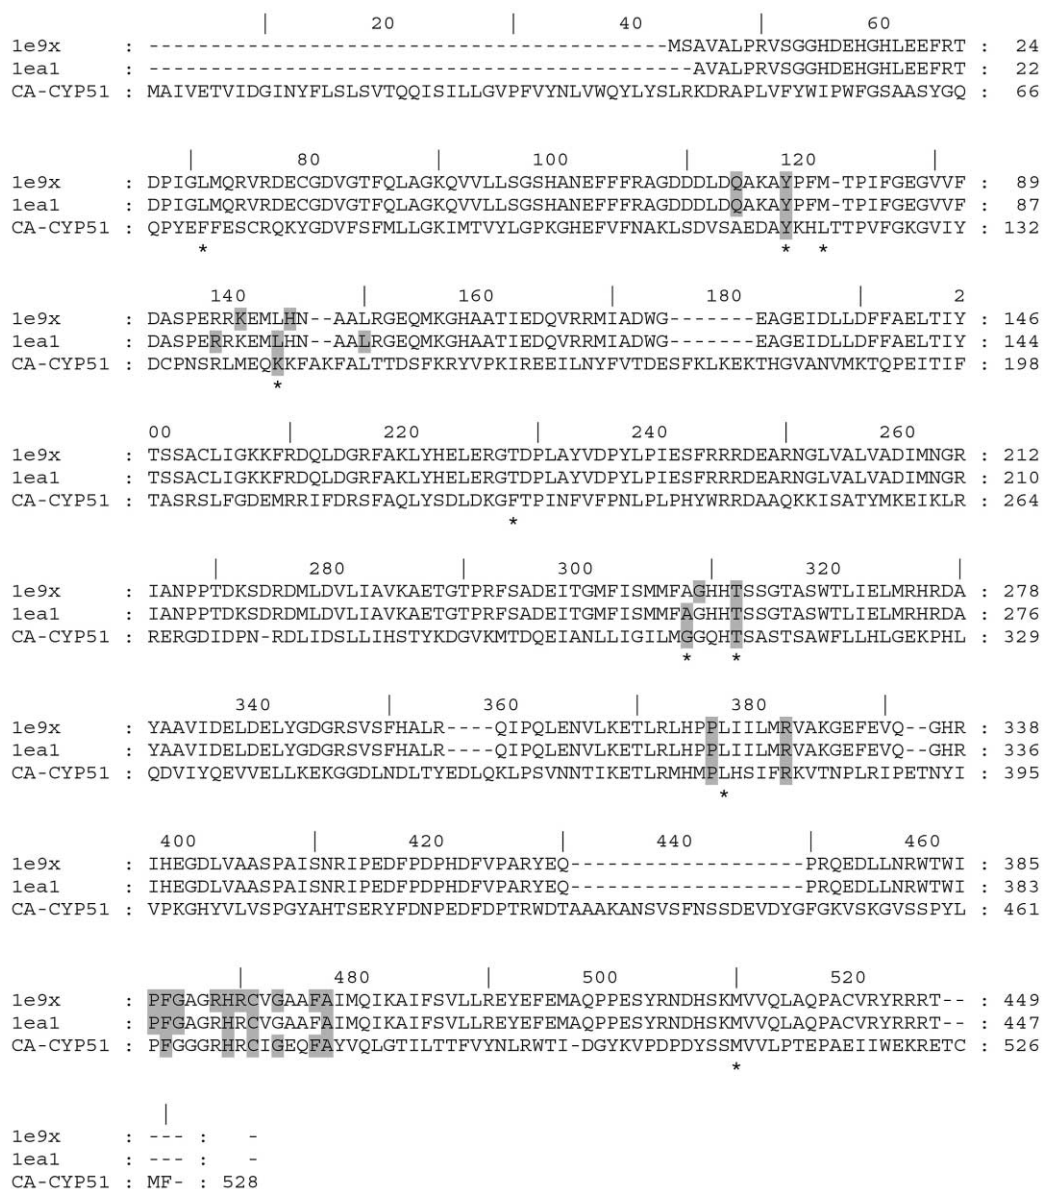 | 20 | 40 | 60
1e9x : ------------------------------------------MSAVALPRVSGGHDEHGHLEEFRT : 24
1ea1 : --------------------------------------------AVALPRVSGGHDEHGHLEEFRT : 22
CA-CYP51 : MAIVETVIDGINYFLSLSVTQQISILLGVPFVYNLVWQYLYSLRKDRAPLVFYWIPWFGSAASYGQ : 66
| 80 | 100 | 120 |
1e9x : DPIGLMQRVRDECGDVGTFQLAGKQVVLLSGSHANEFFFRAGDDDLDQAKAYPFM-TPIFGEGVVF : 89
1ea1 : DPIGLMQRVRDECGDVGTFQLAGKQVVLLSGSHANEFFFRAGDDDLDQAKAYPFM-TPIFGEGVVF : 87
CA-CYP51 : QPYEFFESCRQKYGDVFSFMLLGKIMTVYLGPKGHEFVFNAKLSDVSAEDAYKHLTTPVFGKGVIY : 132
* * *
140 | 160 | 180 | 2
1e9x : DASPERRKEMLHN--AALRGEQMKGHAATIEDQVRRMIADWG-------EAGEIDLLDFFAELTIY : 146
1ea1 : DASPERRKEMLHN--AALRGEQMKGHAATIEDQVRRMIADWG-------EAGEIDLLDFFAELTIY : 144
CA-CYP51 : DCPNSRLMEQKKFAKFALTTDSFKRYVPKIREEILNYFVTDESFKLKEKTHGVANVMKTQPEITIF : 198
*
00 | 220 | 240 | 260
1e9x : TSSACLIGKKFRDQLDGRFAKLYHELERGTDPLAYVDPYLPIESFRRRDEARNGLVALVADIMNGR : 212
1ea1 : TSSACLIGKKFRDQLDGRFAKLYHELERGTDPLAYVDPYLPIESFRRRDEARNGLVALVADIMNGR : 210
CA-CYP51 : TASRSLFGDEMRRIFDRSFAQLYSDLDKGFTPINFVFPNLPLPHYWRRDAAQKKISATYMKEIKLR : 264
*
| 280 | 300 | 320 |
1e9x : IANPPTDKSDRDMLDVLIAVKAETGTPRFSADEITGMFISMMFAGHHTSSGTASWTLIELMRHRDA : 278
1ea1 : IANPPTDKSDRDMLDVLIAVKAETGTPRFSADEITGMFISMMFAGHHTSSGTASWTLIELMRHRDA : 276
CA-CYP51 : RERGDIDPN-RDLIDSLLIHSTYKDGVKMTDQEIANLLIGILMGGQHTSASTSAWFLLHLGEKPHL : 329
* *
340 | 360 | 380 |
1e9x : YAAVIDELDELYGDGRSVSFHALR----QIPQLENVLKETLRLHPPLIILMRVAKGEFEVQ--GHR : 338
1ea1 : YAAVIDELDELYGDGRSVSFHALR----QIPQLENVLKETLRLHPPLIILMRVAKGEFEVQ--GHR : 336
CA-CYP51 : QDVIYQEVVELLKEKGGDLNDLTYEDLQKLPSVNNTIKETLRMHMPLHSIFRKVTNPLRIPETNYI : 395
*
400 | 420 | 440 | 460
1e9x : IHEGDLVAASPAISNRIPEDFPDPHDFVPARYEQ-------------------PRQEDLLNRWTWI : 385
1ea1 : IHEGDLVAASPAISNRIPEDFPDPHDFVPARYEQ-------------------PRQEDLLNRWTWI : 383
CA-CYP51 : VPKGHYVLVSPGYAHTSERYFDNPEDFDPTRWDTAAAKANSVSFNSSDEVDYGFGKVSKGVSSPYL : 461
| 480 | 500 | 520
1e9x : PFGAGRHRCVGAAFAIMQIKAIFSVLLREYEFEMAQPPESYRNDHSKMVVQLAQPACVRYRRRT-- : 449
1ea1 : PFGAGRHRCVGAAFAIMQIKAIFSVLLREYEFEMAQPPESYRNDHSKMVVQLAQPACVRYRRRT-- : 447
CA-CYP51 : PFGGGRHRCIGEQFAYVQLGTILTTFVYNLRWTI-DGYKVPDPDYSSMVVLPTEPAEIIWEKRETC : 526
*
|
1e9x : --- : -
1ea1 : --- : -
CA-CYP51 : MF- : 528